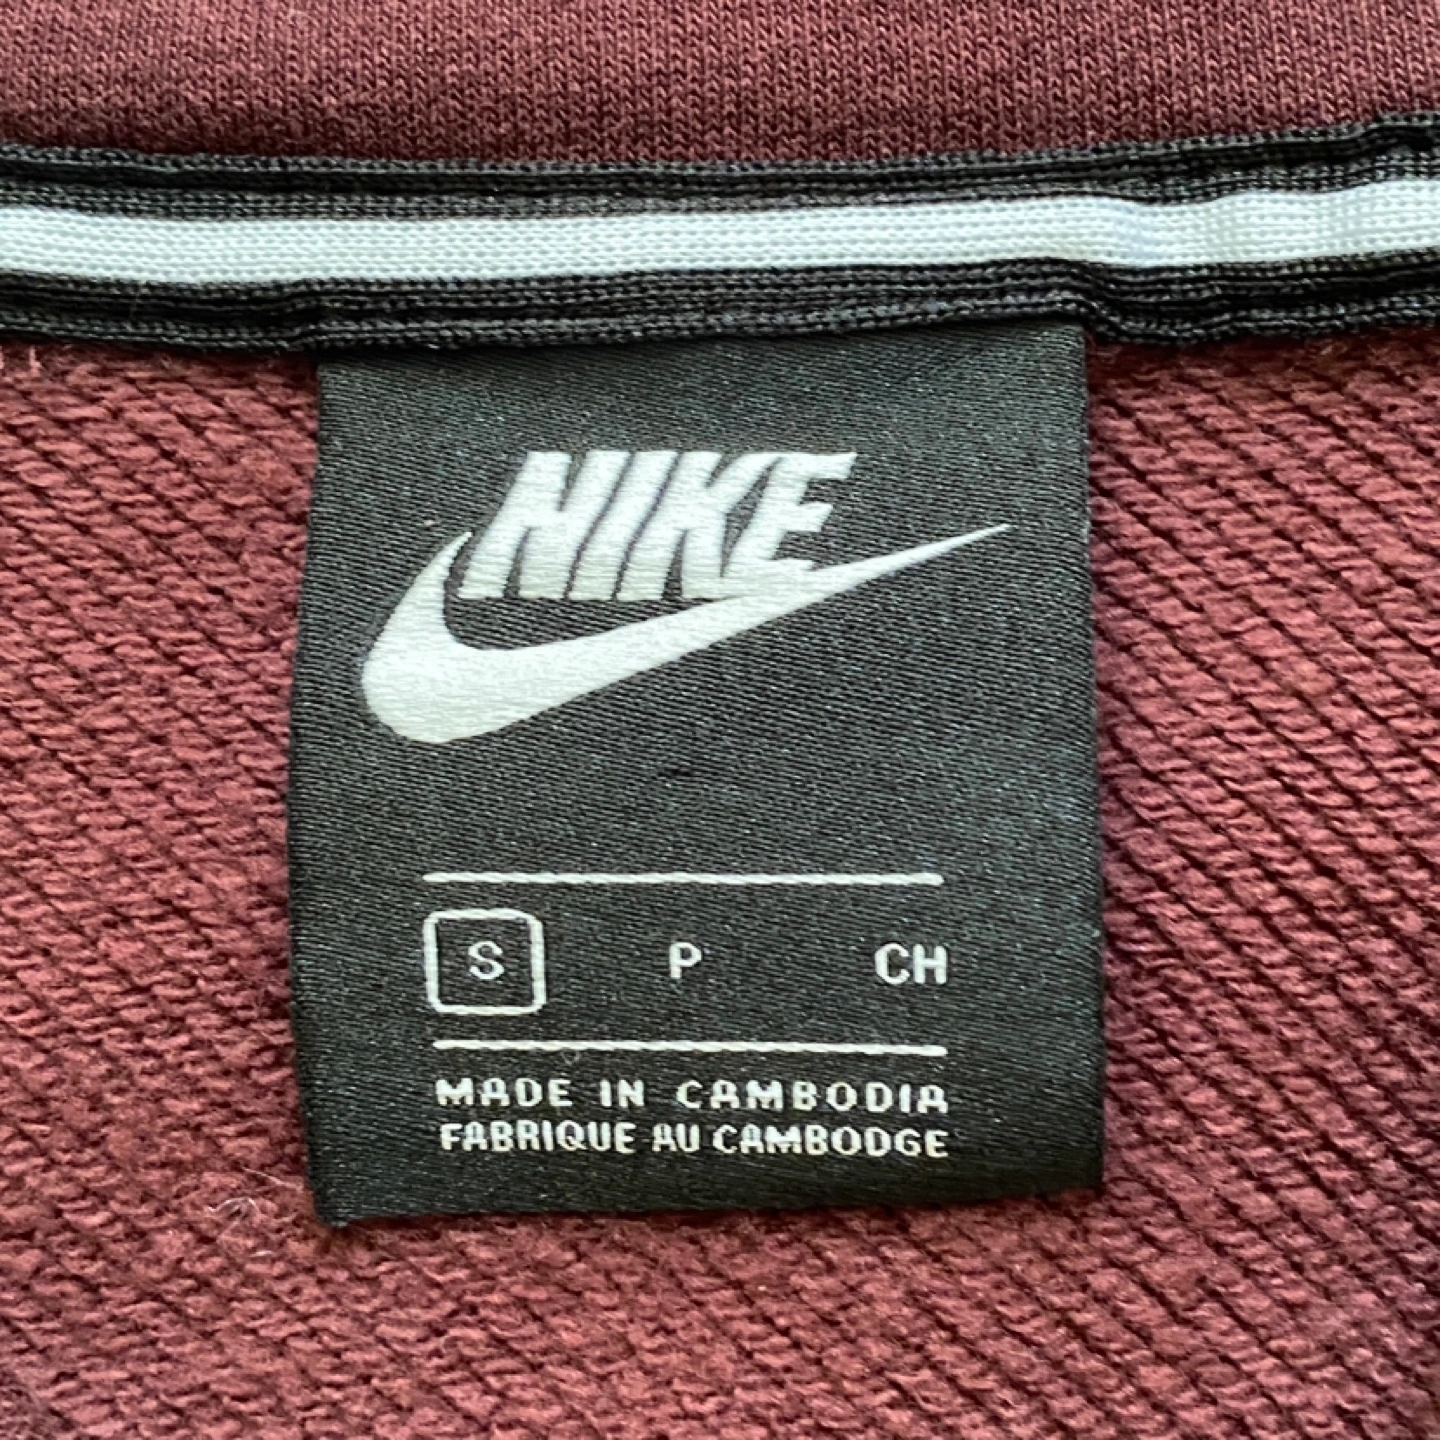 NIKE
S P CH
MADE IN CAMBODIA
FABRIQUE AU CAMBODGE